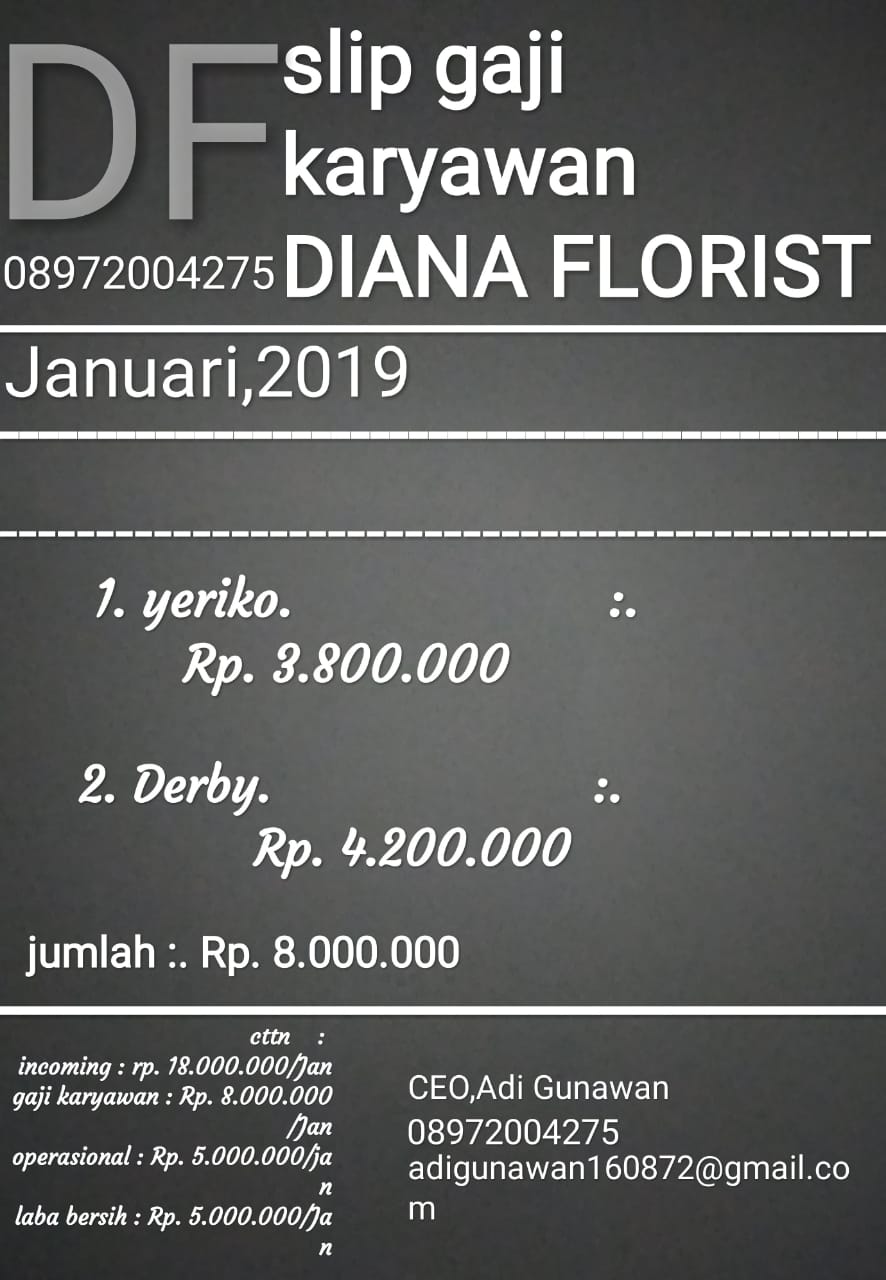 DF
slip gaji
karyawan
08972004275
DIANA FLORIST
Januari,2019
1. yeriko. :.
Rp. 3.800.000
2. Derby. :.
Rp. 4.200.000
jumlah :. Rp. 8.000.000
cttn :
incoming : rp. 18.000.000/Jan
gaji karyawan : Rp. 8.000.000
/Jan
operasional : Rp. 5.000.000/ja
n
laba bersih : Rp. 5.000.000/Ja
n
CEO,Adi Gunawan
08972004275
adigunawan160872@gmail.co
m